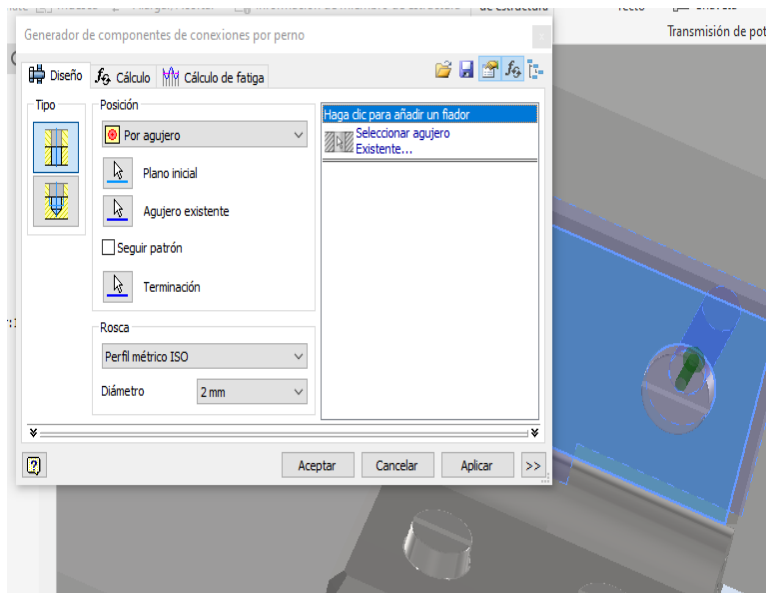 de estructura
Transmisión de pot
Generador de componentes de conexiones por perno
Diseño
Cálculo
Cálculo de fatiga
Tipo
Posición
Por agujero
Plano inicial
Agujero existente
Seguir patrón
Terminación
Rosca
Perfil métrico ISO
Diámetro
2 mm
Haga clic para añadir un fiador
Seleccionar agujero
Existente...
Aceptar
Cancelar
Aplicar
>>